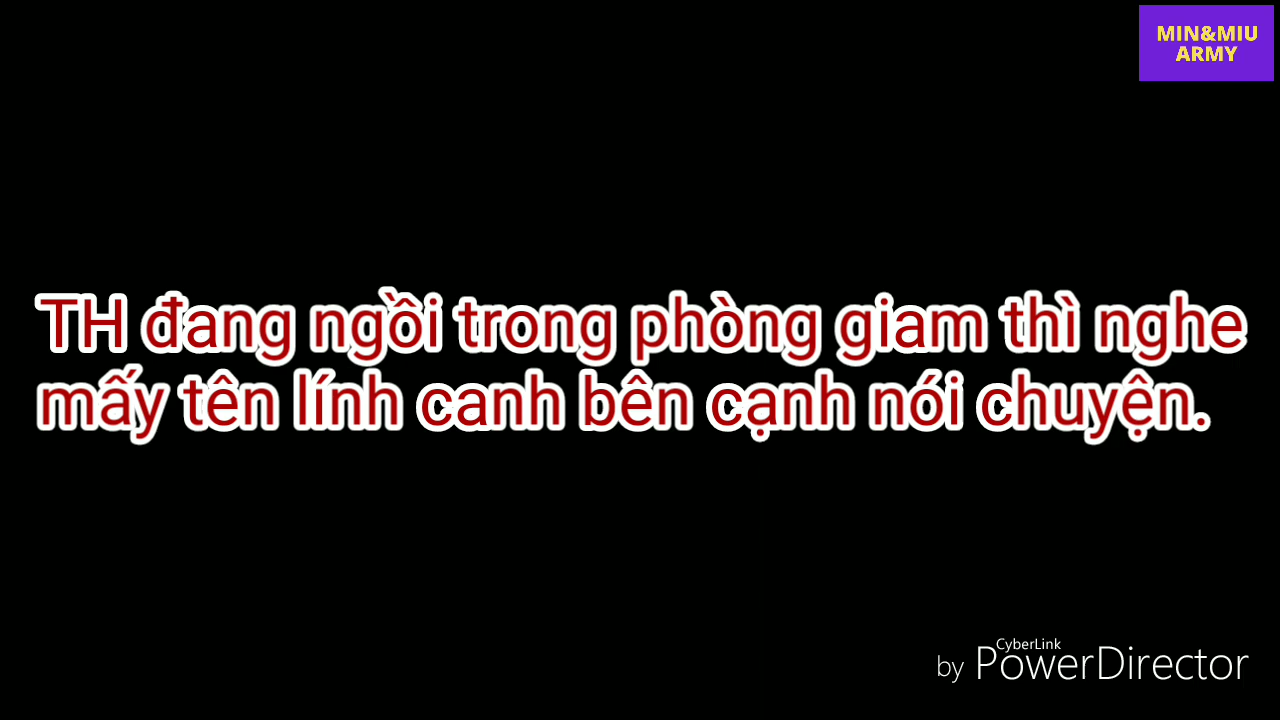 MIN&MIU
ARMY
TH đang ngồi trong phòng giam thì nghe
mấy tên lính canh bên cạnh nói chuyện.
CyberLink
by PowerDirector